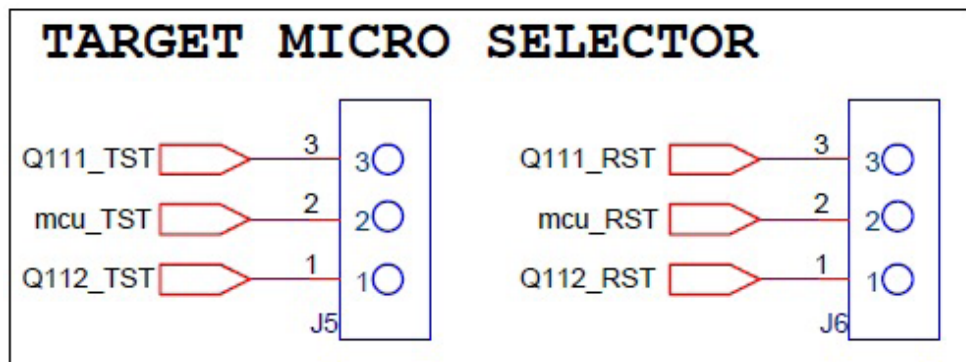 TARGET MICRO SELECTOR
Q111_TST 3 3
mcu_TST 2 2
Q112_TST 1 1
J5
Q111_RST 3 3
mcu_RST 2 2
Q112_RST 1 1
J6